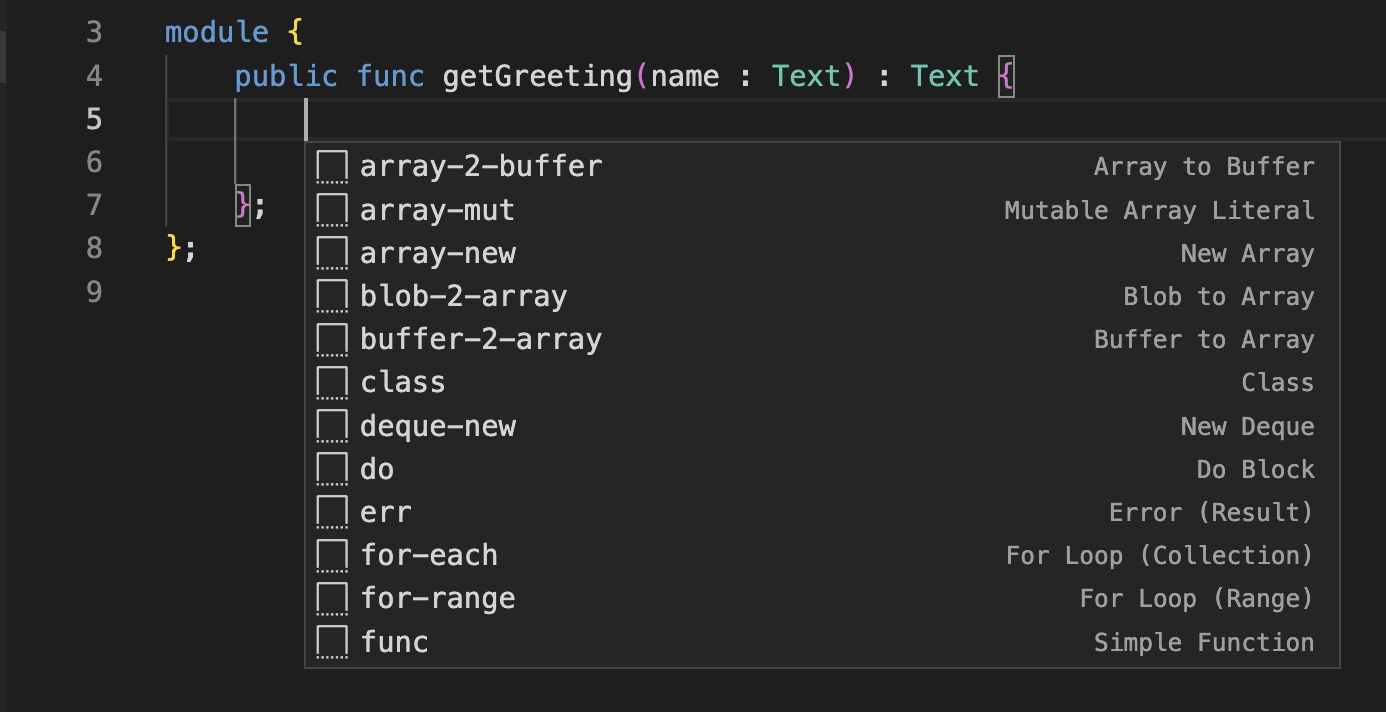 3 module {
4 public func getGreeting(name : Text) : Text {
5
6
7 };
8 };
9
array-2-buffer Array to Buffer
array-mut Mutable Array Literal
array-new New Array
blob-2-array Blob to Array
buffer-2-array Buffer to Array
class Class
deque-new New Deque
do Do Block
err Error (Result)
for-each For Loop (Collection)
for-range For Loop (Range)
func Simple Function